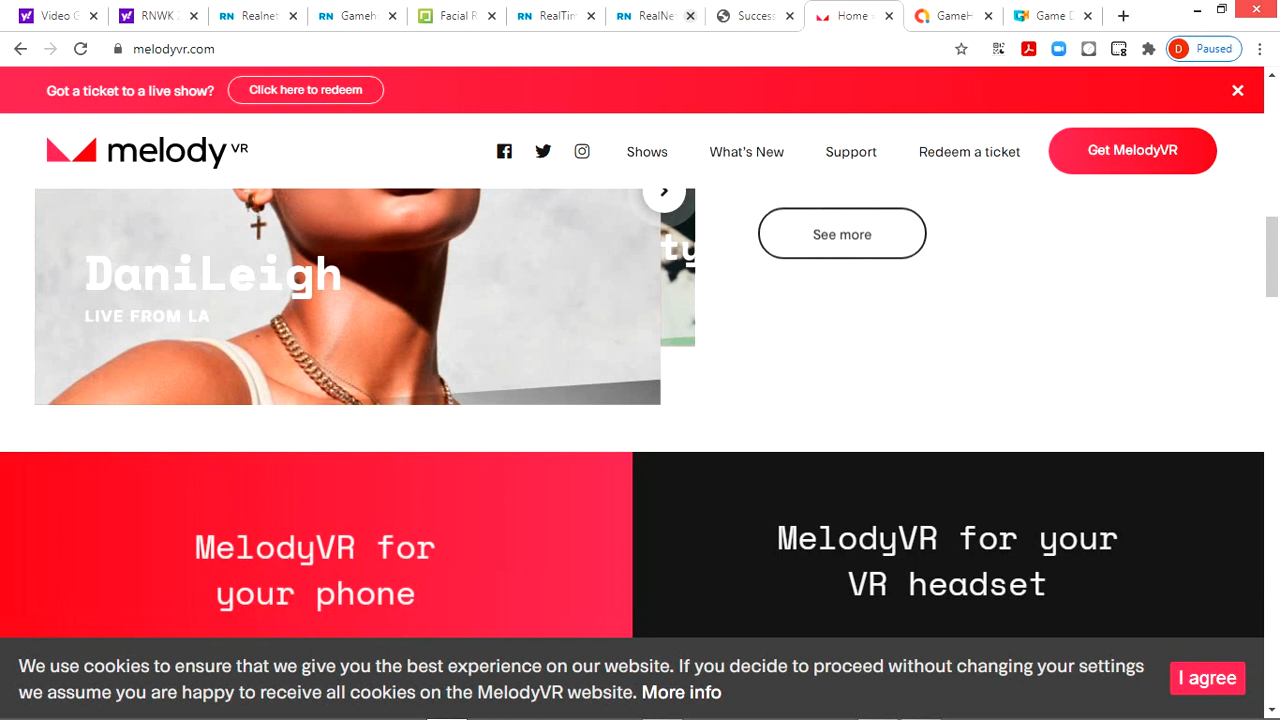 Video G
RNWK
Realnet
Gameh
Facial R
RealTim
RealNe
Success
Home
GameH
Game D
melodyvr.com
D Paused
Got a ticket to a live show? Click here to redeem
melody VR
Shows What's New Support Redeem a ticket Get MelodyVR
ty
See more
DaniLeigh
LIVE FROM LA
MelodyVR for
your phone
MelodyVR for your
VR headset
We use cookies to ensure that we give you the best experience on our website. If you decide to proceed without changing your settings
we assume you are happy to receive all cookies on the MelodyVR website. More info
I agree